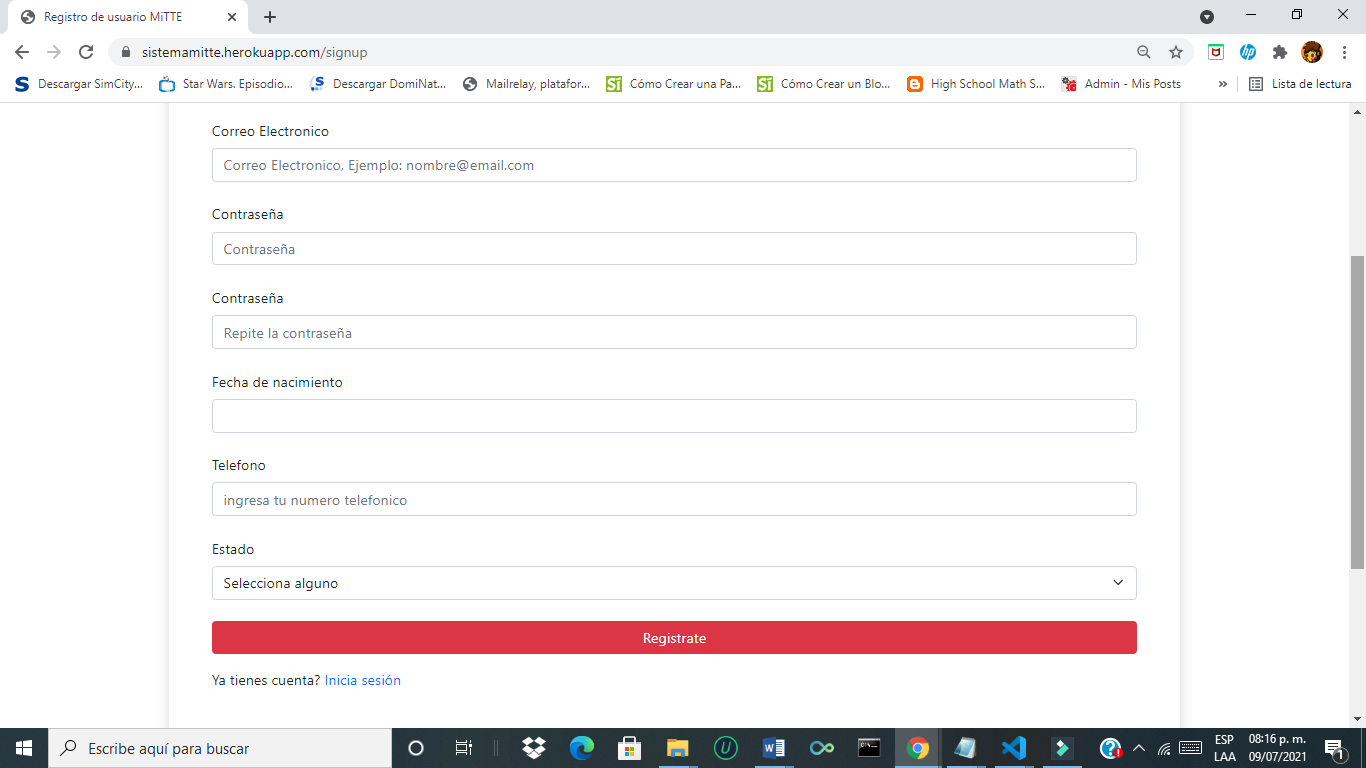 Registro de usuario MiTTE
sistemamitte.herokuapp.com/signup
Descargar SimCity...
Star Wars. Episodio...
Descargar DomiNat...
Mailrelay, platafor...
Cómo Crear una Pa...
Cómo Crear un Blo...
High School Math S...
Admin - Mis Posts
»
Lista de lectura
Correo Electronico
Correo Electronico, Ejemplo: nombre@email.com
Contraseña
Contraseña
Contraseña
Repite la contraseña
Fecha de nacimiento
Telefono
ingresa tu numero telefonico
Estado
Selecciona alguno
Registrate
Ya tienes cuenta? Inicia sesión
Escribe aquí para buscar
ESP
LAA
08:16 p. m.
09/07/2021
1